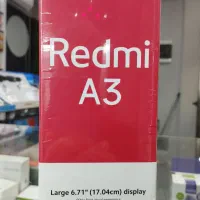 Redmi
A3
Large 6.71" (17.04cm) display